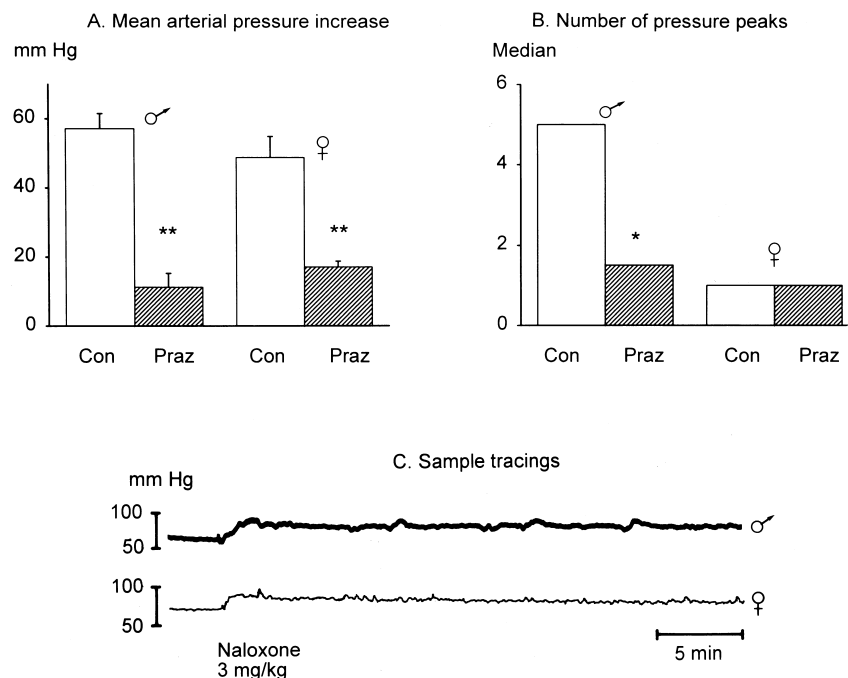 A. Mean arterial pressure increase
mm Hg
60
40
20
0
♂
♀
**
**
Con Praz Con Praz
B. Number of pressure peaks
Median
6
4
2
0
♂
♀
*
Con Praz Con Praz
C. Sample tracings
mm Hg
100
50
♂
100
50
♀
Naloxone
3 mg/kg
5 min